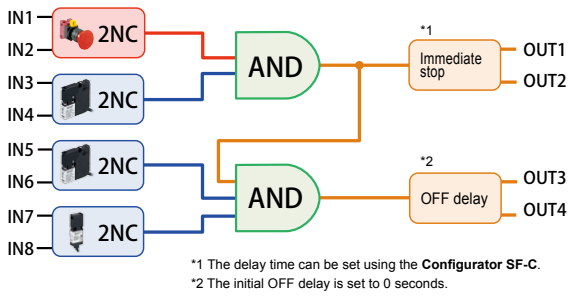 IN1
IN2
2NC
IN3
IN4
2NC
AND
*1
Immediate
stop
OUT1
OUT2
IN5
IN6
2NC
IN7
IN8
2NC
AND
*2
OFF delay
OUT3
OUT4
*1 The delay time can be set using the Configurator SF-C.
*2 The initial OFF delay is set to 0 seconds.